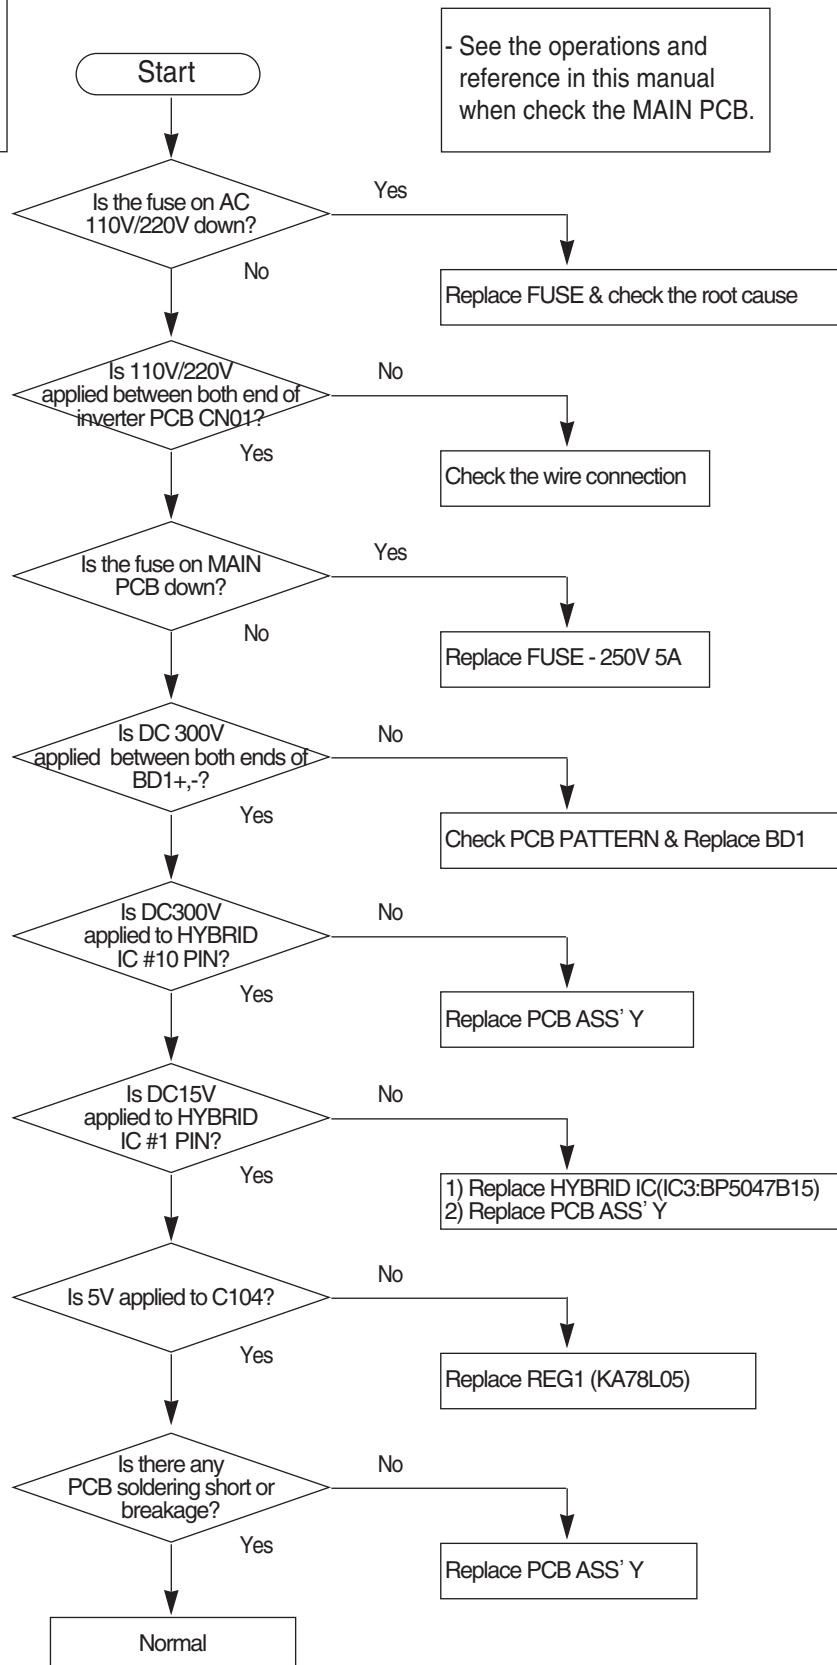 - See the operations and
reference in this manual
when check the MAIN PCB.
Start
Is the fuse on AC
110V/220V down?
Yes
No
Replace FUSE & check the root cause
Is 110V/220V
applied between both end of
inverter PCB CN01?
No
Yes
Check the wire connection
Is the fuse on MAIN
PCB down?
Yes
No
Replace FUSE - 250V 5A
Is DC 300V
applied between both ends of
BD1+,-?
No
Yes
Check PCB PATTERN & Replace BD1
Is DC300V
applied to HYBRID
IC #10 PIN?
No
Yes
Replace PCB ASS' Y
Is DC15V
applied to HYBRID
IC #1 PIN?
No
Yes
1) Replace HYBRID IC(IC3:BP5047B15)
2) Replace PCB ASS' Y
Is 5V applied to C104?
No
Yes
Replace REG1 (KA78L05)
Is there any
PCB soldering short or
breakage?
No
Yes
Replace PCB ASS' Y
Normal